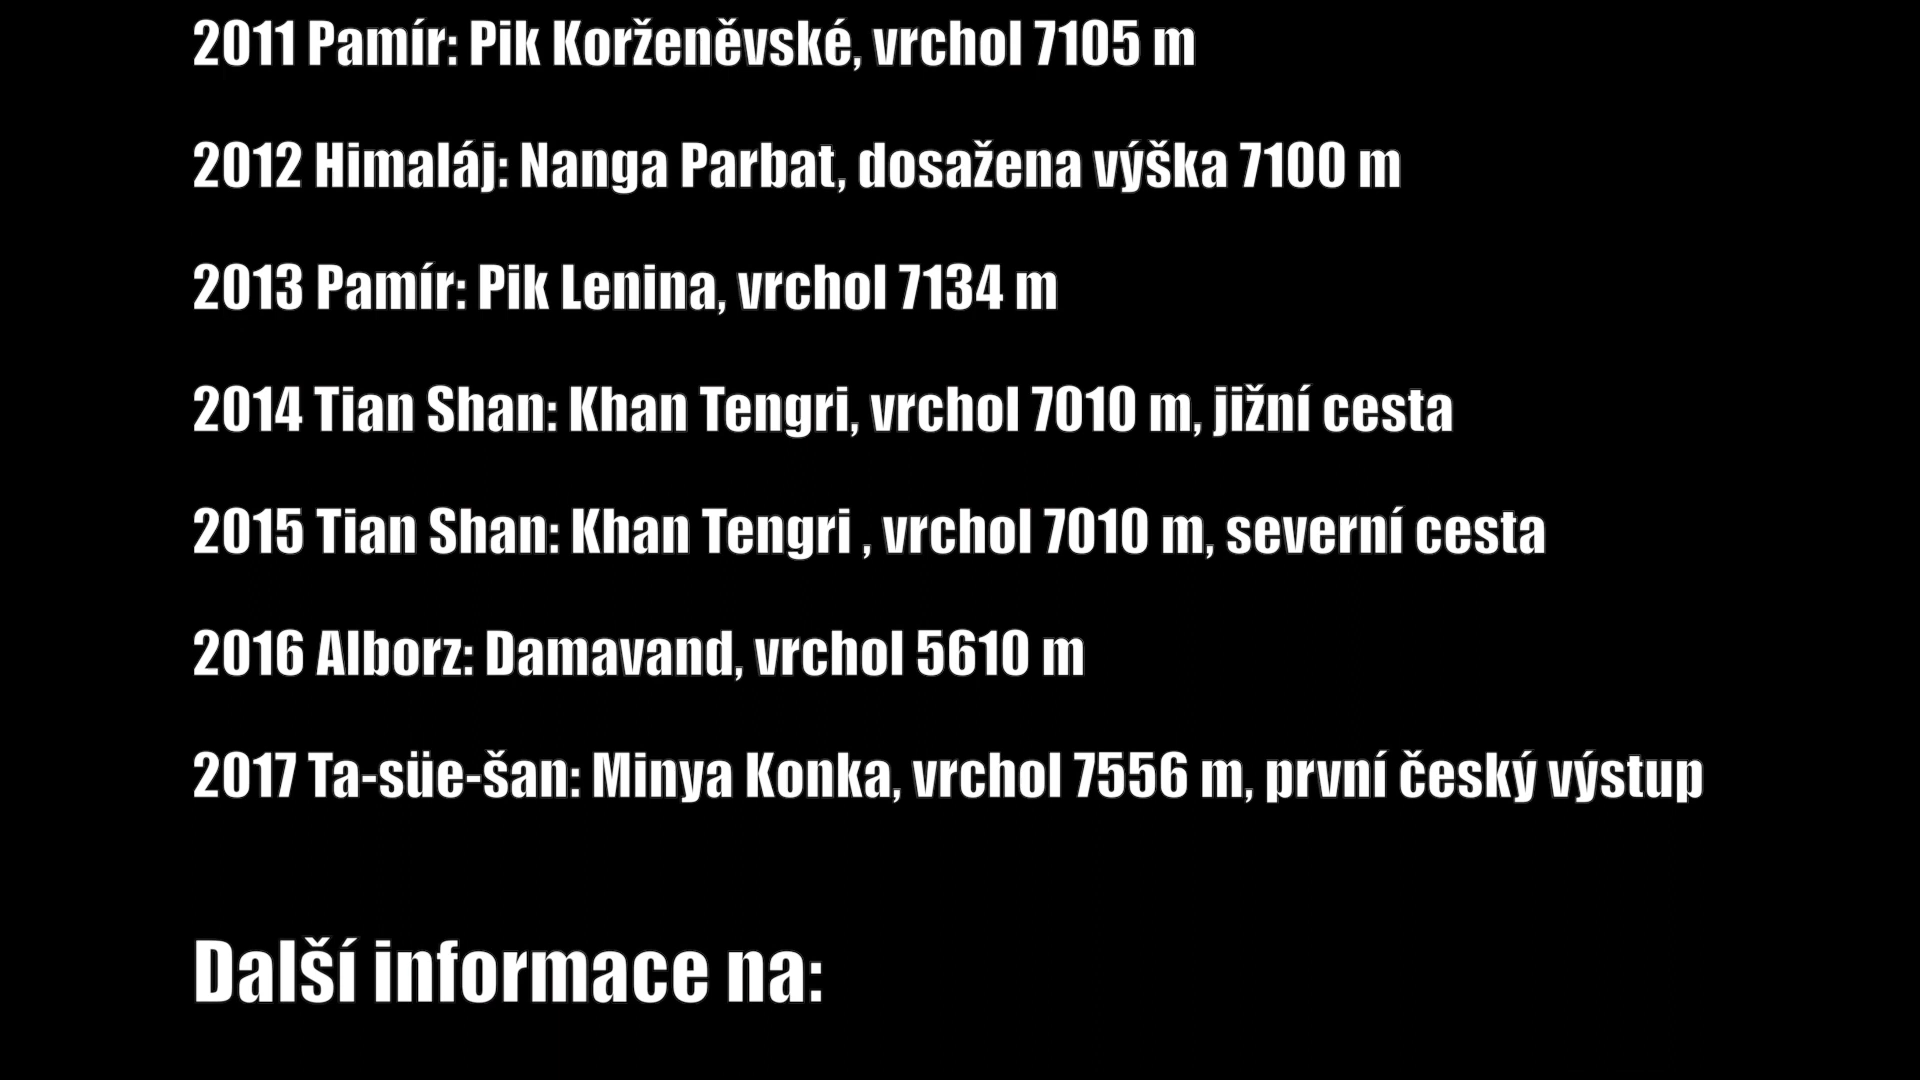 2011 Pamír: Pik Korženěvské, vrchol 7105 m
2012 Himaláj: Nanga Parbat, dosažena výška 7100 m
2013 Pamír: Pik Lenina, vrchol 7134 m
2014 Tian Shan: Khan Tengri, vrchol 7010 m, jižní cesta
2015 Tian Shan: Khan Tengri , vrchol 7010 m, severní cesta
2016 Alborz: Damavand, vrchol 5610 m
2017 Ta-süe-šan: Minya Konka, vrchol 7556 m, první český výstup
Další informace na: